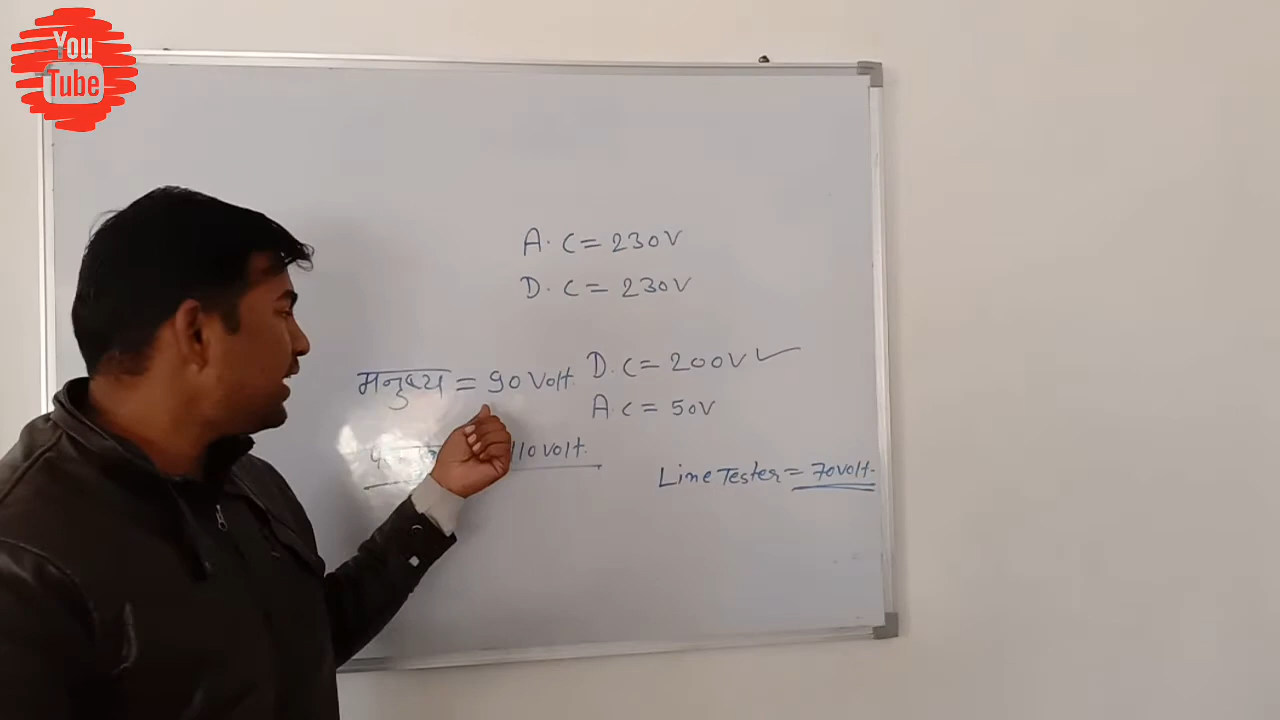 You
Tube
A.C = 230V
D.C = 230V
मनुष्य = 90 Volt.
D.C = 200V ✓
A.C = 50V
110 volt.
Line Tester = 70volt.